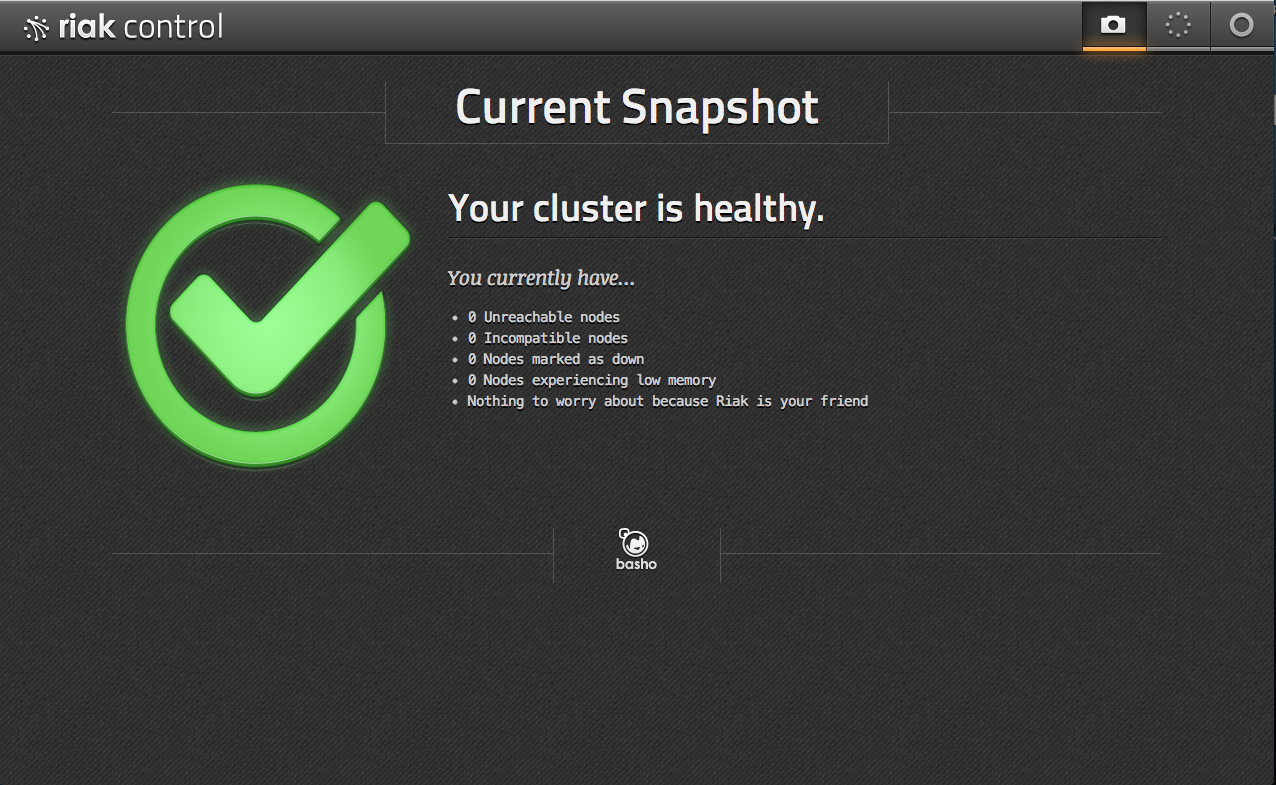 riak control
Current Snapshot
Your cluster is healthy.
You currently have...
0 Unreachable nodes
0 Incompatible nodes
0 Nodes marked as down
0 Nodes experiencing low memory
Nothing to worry about because Riak is your friend
basho